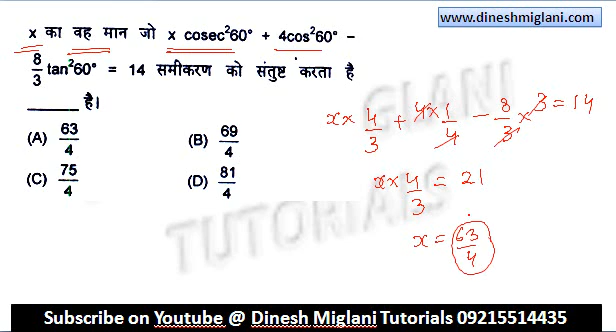 www.dineshmiglani.com
x का वह मान जो x cosec²60° + 4cos²60° −
8/3 tan²60° = 14 समीकरण को संतुष्ट करता है
______ है।
(A) 63/4 (B) 69/4
(C) 75/4 (D) 81/4
x × 4/3 + 4 × 1/4 − 8/3 × 3 = 14
x × 4/3 = 21
x = 63/4
MIGLANI
TUTORIALS
Subscribe on Youtube @ Dinesh Miglani Tutorials 09215514435